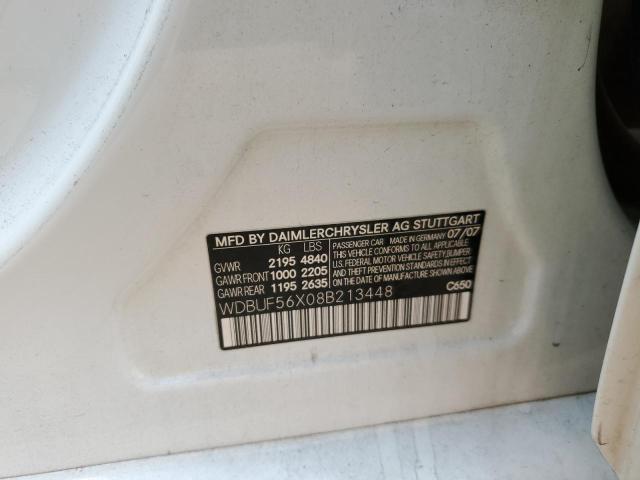 MFD BY DAIMLERCHRYSLER AG STUTTGART
KG LBS
GVWR 2195 4840
GAWR FRONT 1000 2205
GAWR REAR 1195 2635
PASSENGER CAR MADE IN GERMANY 07/07
THIS VEHICLE CONFORMS TO ALL APPLICABLE
U.S. FEDERAL MOTOR VEHICLE SAFETY,BUMPER,
AND THEFT PREVENTION STANDARDS IN EFFECT
ON THE DATE OF MANUFACTURE SHOWN ABOVE
WDBUF56X08B213448
C650